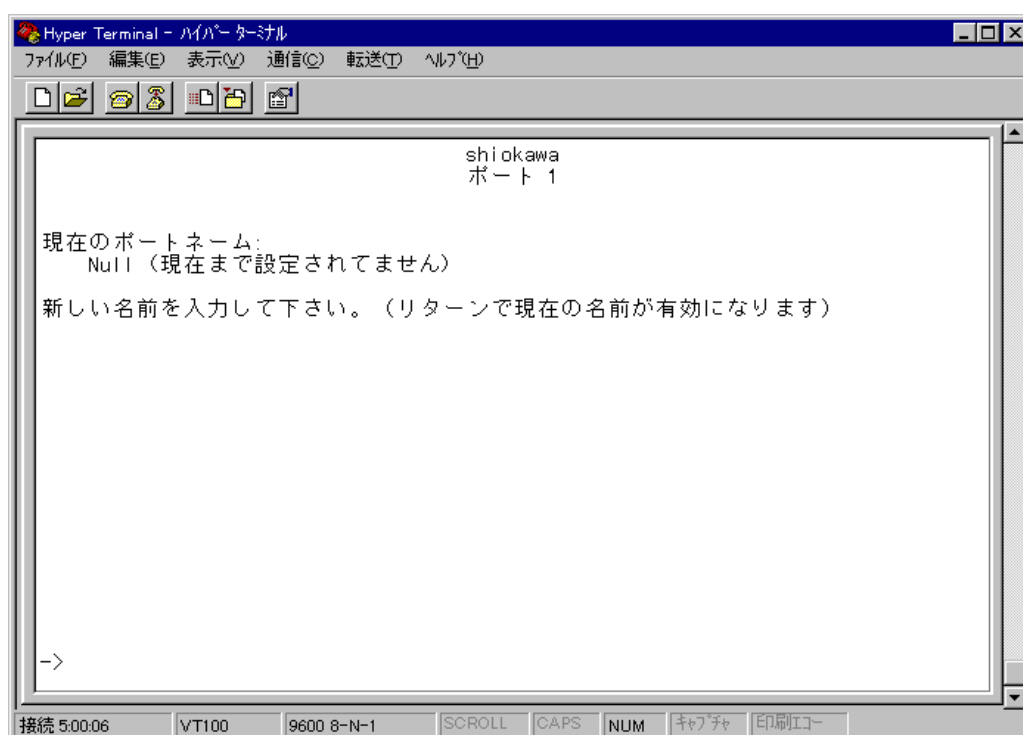 Hyper Terminal - ﾊｲﾊﾟｰ ﾀｰﾐﾅﾙ
ファイル(F) 編集(E) 表示(V) 通信(C) 転送(T) ﾍﾙﾌﾟ(H)
shiokawa
ポート 1
現在のポートネーム:
Null (現在まで設定されてません)
新しい名前を入力して下さい。(リターンで現在の名前が有効になります)
->
接続 5:00:06 VT100 9600 8-N-1 SCROLL CAPS NUM ｷｬﾌﾟﾁｬ 印刷ｴｺｰ